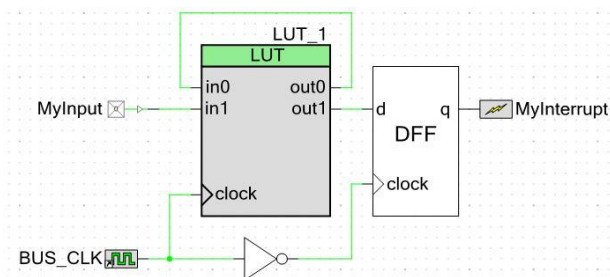 LUT_1
LUT
in0 out0
MyInput in1 out1 d q MyInterrupt
DFF
clock clock
BUS_CLK